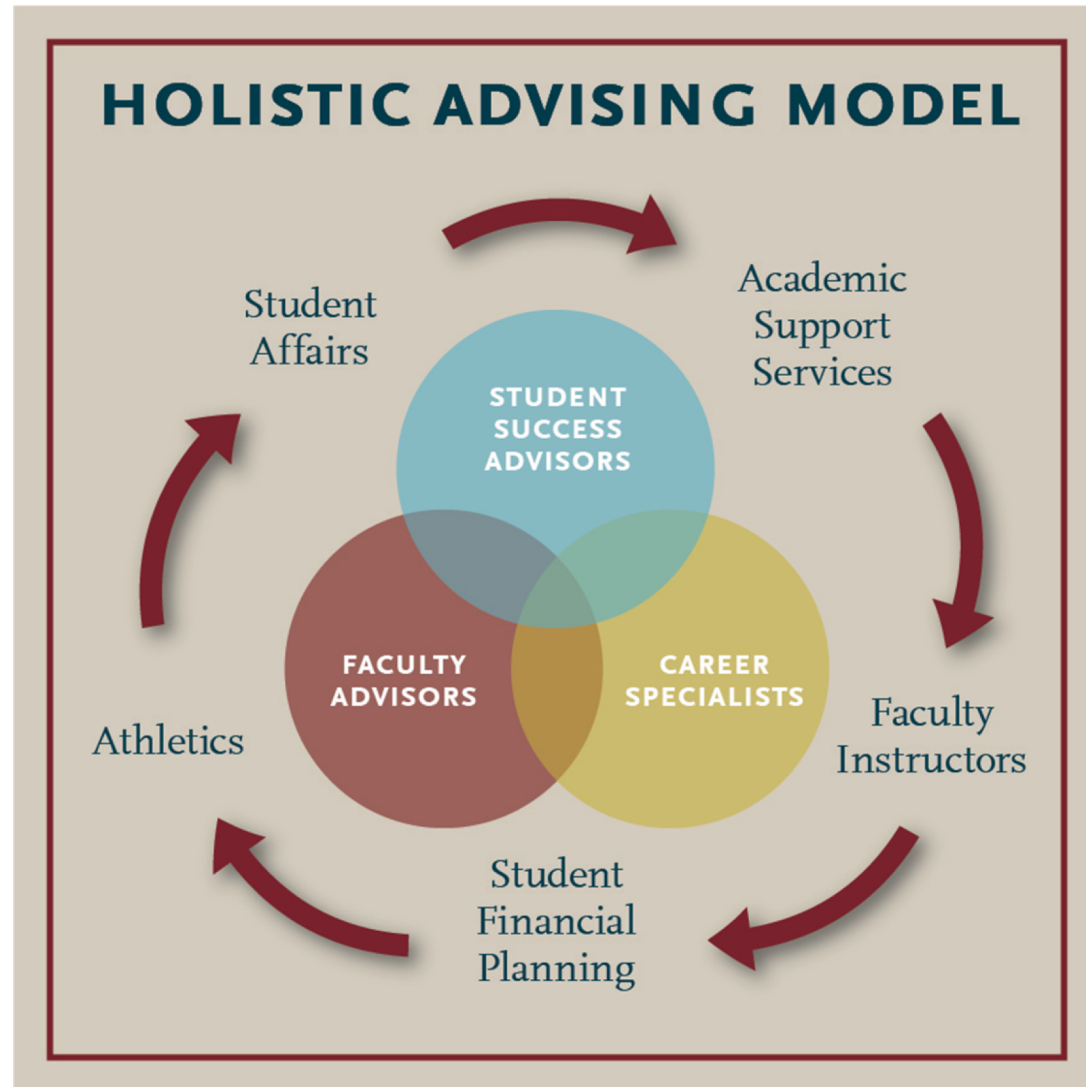 HOLISTIC ADVISING MODEL
Student
Affairs
Academic
Support
Services
STUDENT
SUCCESS
ADVISORS
FACULTY
ADVISORS
CAREER
SPECIALISTS
Athletics
Faculty
Instructors
Student
Financial
Planning